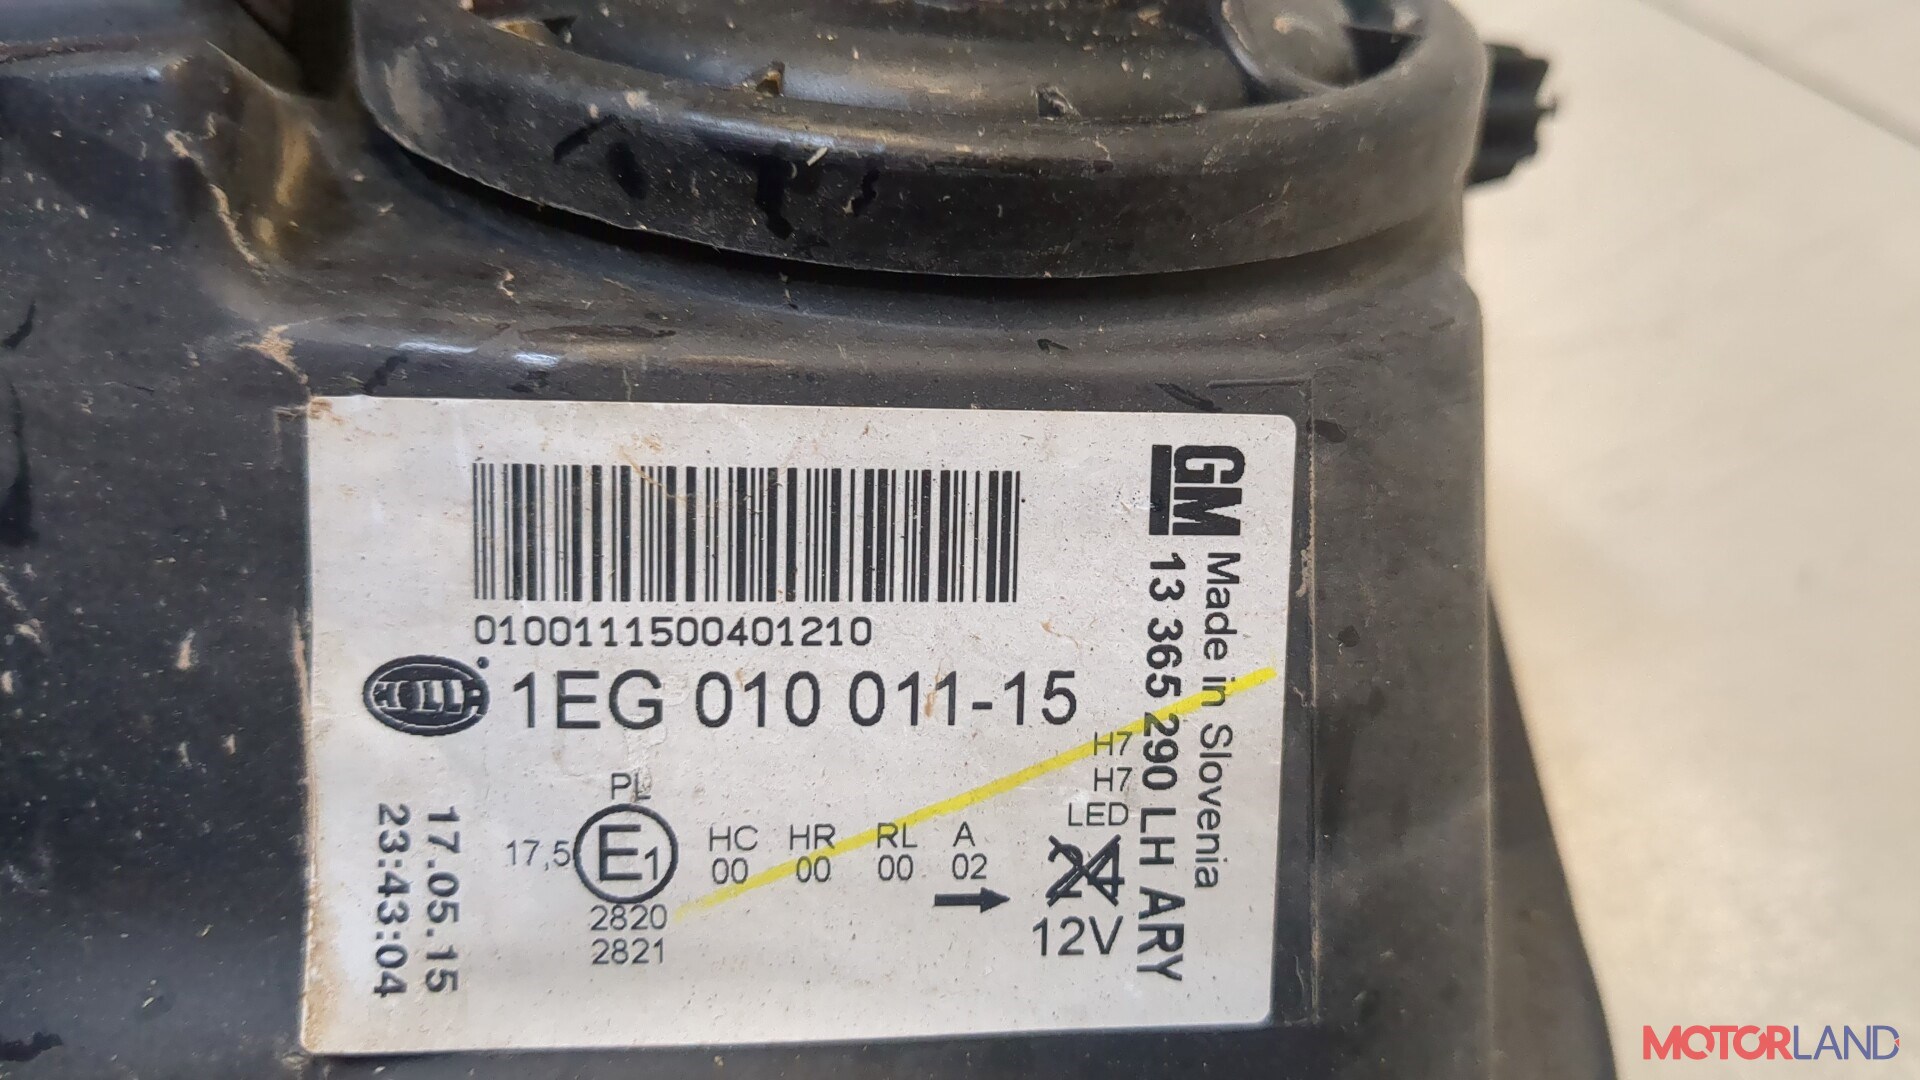 0100111500401210
HELLA 1EG 010 011-15
GM
Made in Slovenia
13 365 290 LH ARY
H7
H7
LED
24
12V
PL
17,5 E1
HC HR RL A
00 00 00 02
2820
2821
17.05.15
23:43:04
MOTORLAND